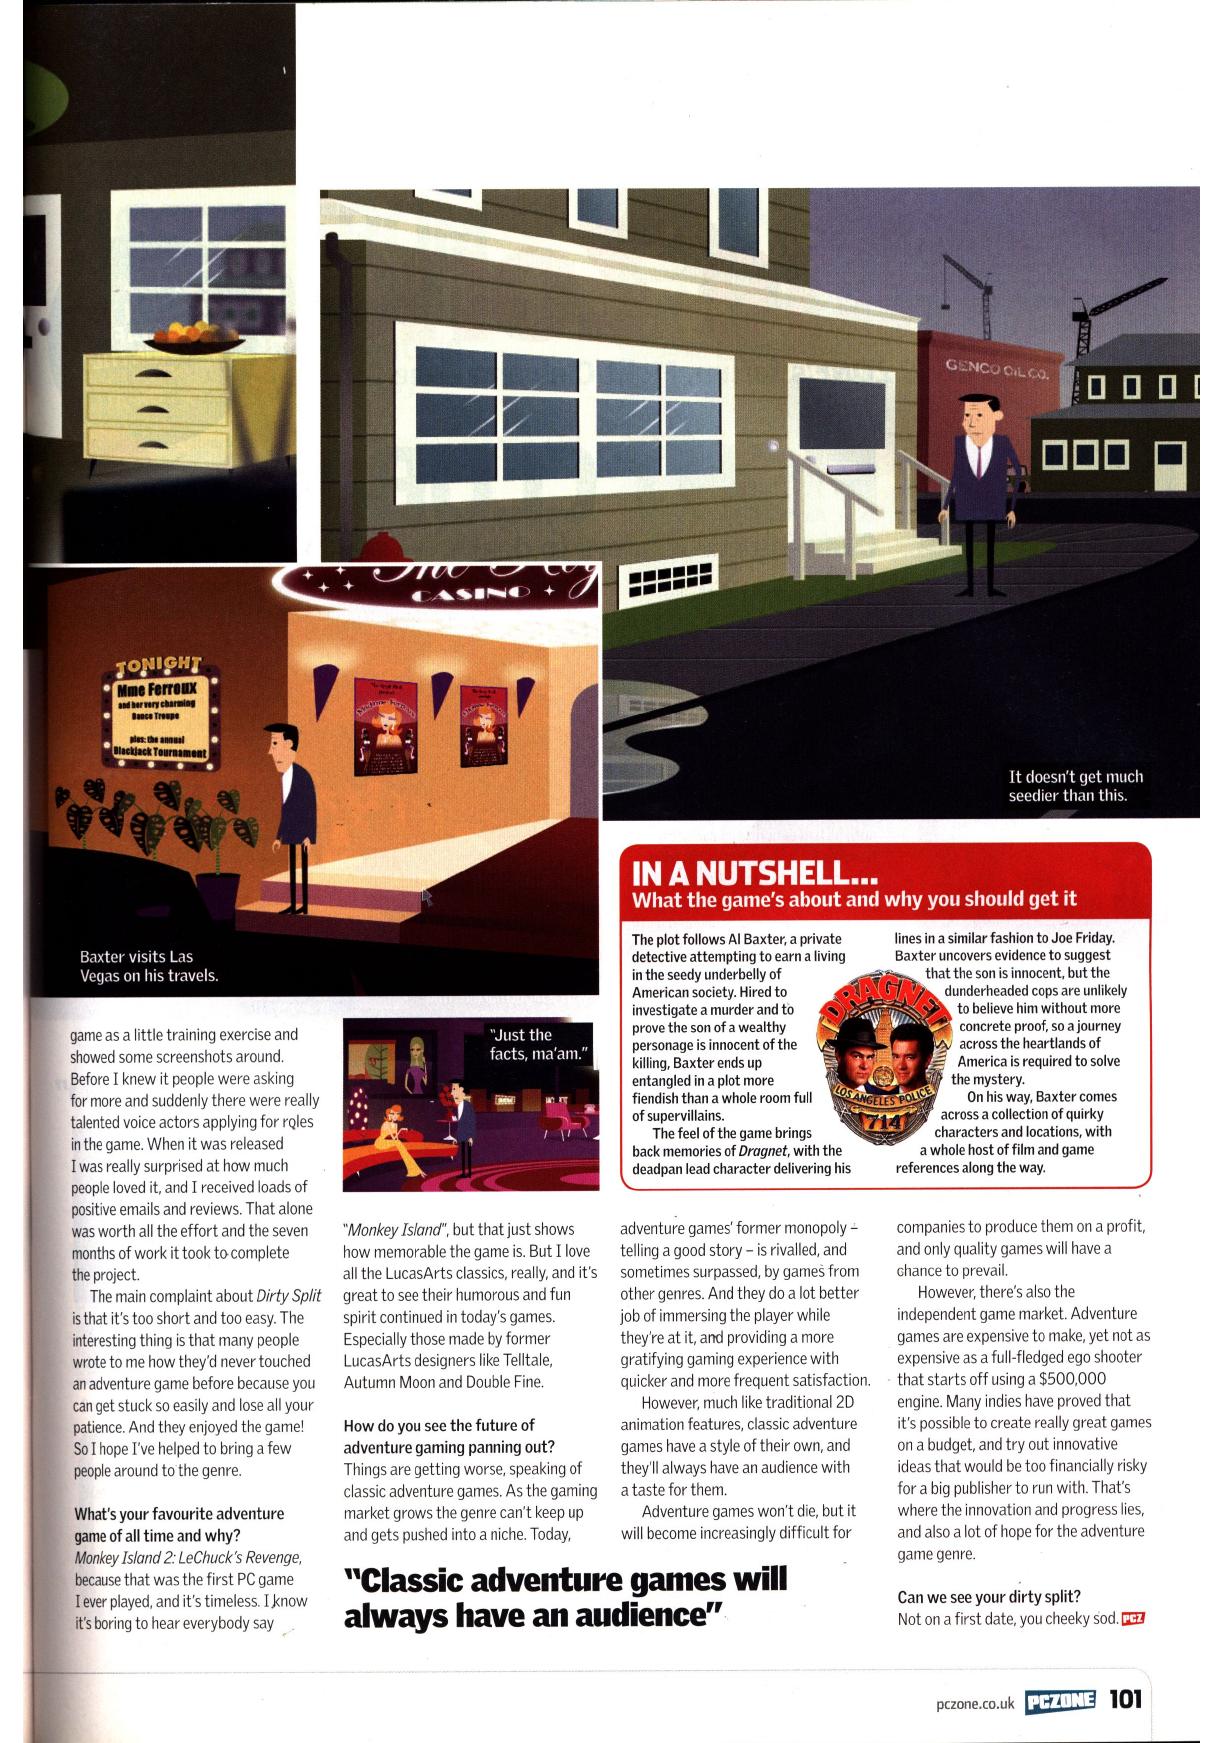 GENCO OIL CO.
It doesn't get much
seedier than this.
CASINO
TONIGHT
Mme Ferroux
and her very charming
Dance Troupe
plus: the annual
Blackjack Tournament
Baxter visits Las
Vegas on his travels.
IN A NUTSHELL...
What the game's about and why you should get it
The plot follows Al Baxter, a private
detective attempting to earn a living
in the seedy underbelly of
American society. Hired to
investigate a murder and to
prove the son of a wealthy
personage is innocent of the
killing, Baxter ends up
entangled in a plot more
fiendish than a whole room full
of supervillains.
The feel of the game brings
back memories of Dragnet, with the
deadpan lead character delivering his
DRAGNET
LOS ANGELES POLICE
714
lines in a similar fashion to Joe Friday.
Baxter uncovers evidence to suggest
that the son is innocent, but the
dunderheaded cops are unlikely
to believe him without more
concrete proof, so a journey
across the heartlands of
America is required to solve
the mystery.
On his way, Baxter comes
across a collection of quirky
characters and locations, with
a whole host of film and game
references along the way.
game as a little training exercise and
showed some screenshots around.
Before I knew it people were asking
for more and suddenly there were really
talented voice actors applying for roles
in the game. When it was released
I was really surprised at how much
people loved it, and I received loads of
positive emails and reviews. That alone
was worth all the effort and the seven
months of work it took to complete
the project.
The main complaint about Dirty Split
is that it's too short and too easy. The
interesting thing is that many people
wrote to me how they'd never touched
an adventure game before because you
can get stuck so easily and lose all your
patience. And they enjoyed the game!
So I hope I've helped to bring a few
people around to the genre.
What's your favourite adventure
game of all time and why?
Monkey Island 2: LeChuck's Revenge,
because that was the first PC game
I ever played, and it's timeless. I know
it's boring to hear everybody say
"Just the
facts, ma'am."
"Monkey Island", but that just shows
how memorable the game is. But I love
all the LucasArts classics, really, and it's
great to see their humorous and fun
spirit continued in today's games.
Especially those made by former
LucasArts designers like Telltale,
Autumn Moon and Double Fine.
How do you see the future of
adventure gaming panning out?
Things are getting worse, speaking of
classic adventure games. As the gaming
market grows the genre can't keep up
and gets pushed into a niche. Today,
adventure games' former monopoly –
telling a good story – is rivalled, and
sometimes surpassed, by games from
other genres. And they do a lot better
job of immersing the player while
they're at it, and providing a more
gratifying gaming experience with
quicker and more frequent satisfaction.
However, much like traditional 2D
animation features, classic adventure
games have a style of their own, and
they'll always have an audience with
a taste for them.
Adventure games won't die, but it
will become increasingly difficult for
companies to produce them on a profit,
and only quality games will have a
chance to prevail.
However, there's also the
independent game market. Adventure
games are expensive to make, yet not as
expensive as a full-fledged ego shooter
that starts off using a $500,000
engine. Many indies have proved that
it's possible to create really great games
on a budget, and try out innovative
ideas that would be too financially risky
for a big publisher to run with. That's
where the innovation and progress lies,
and also a lot of hope for the adventure
game genre.
Can we see your dirty split?
Not on a first date, you cheeky sod. PCZ
"Classic adventure games will
always have an audience"
pczone.co.uk PCZONE 101